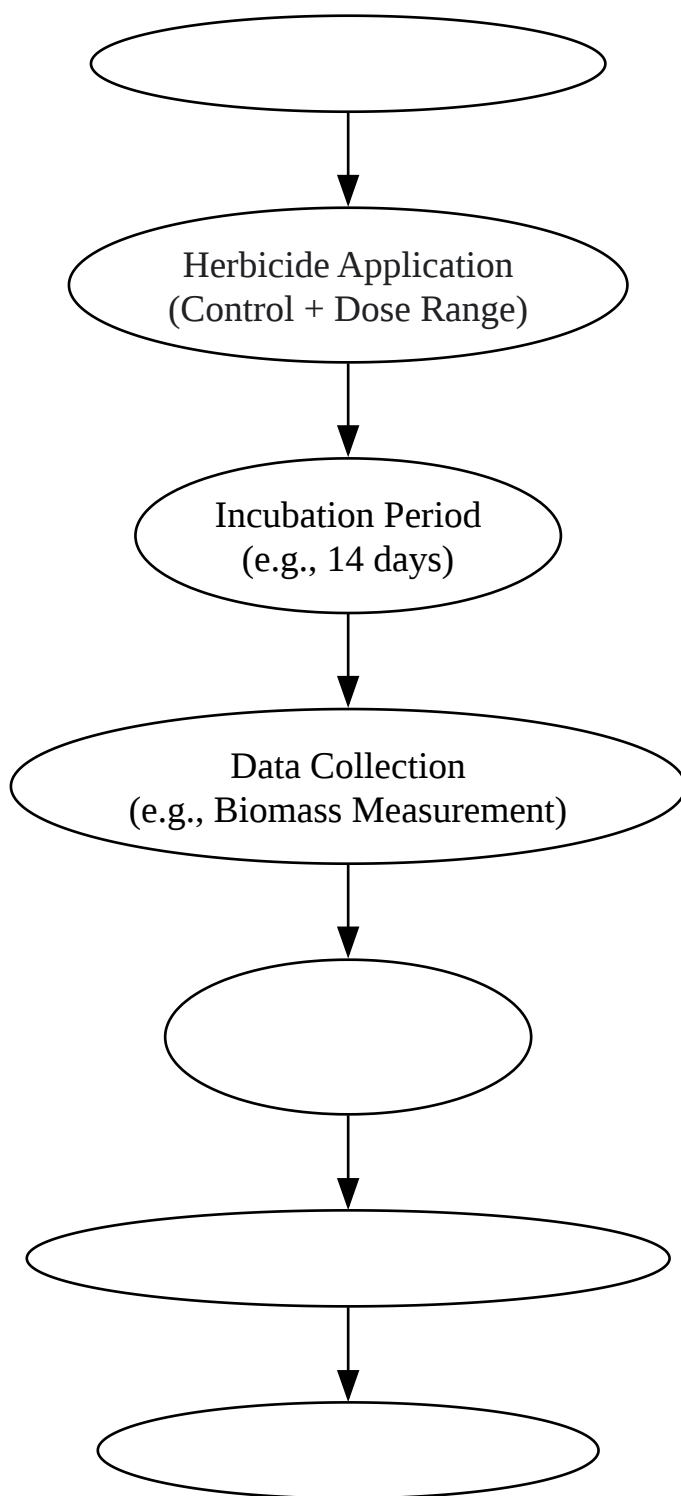 Herbicide Application
(Control + Dose Range)
Incubation Period
(e.g., 14 days)
Data Collection
(e.g., Biomass Measurement)